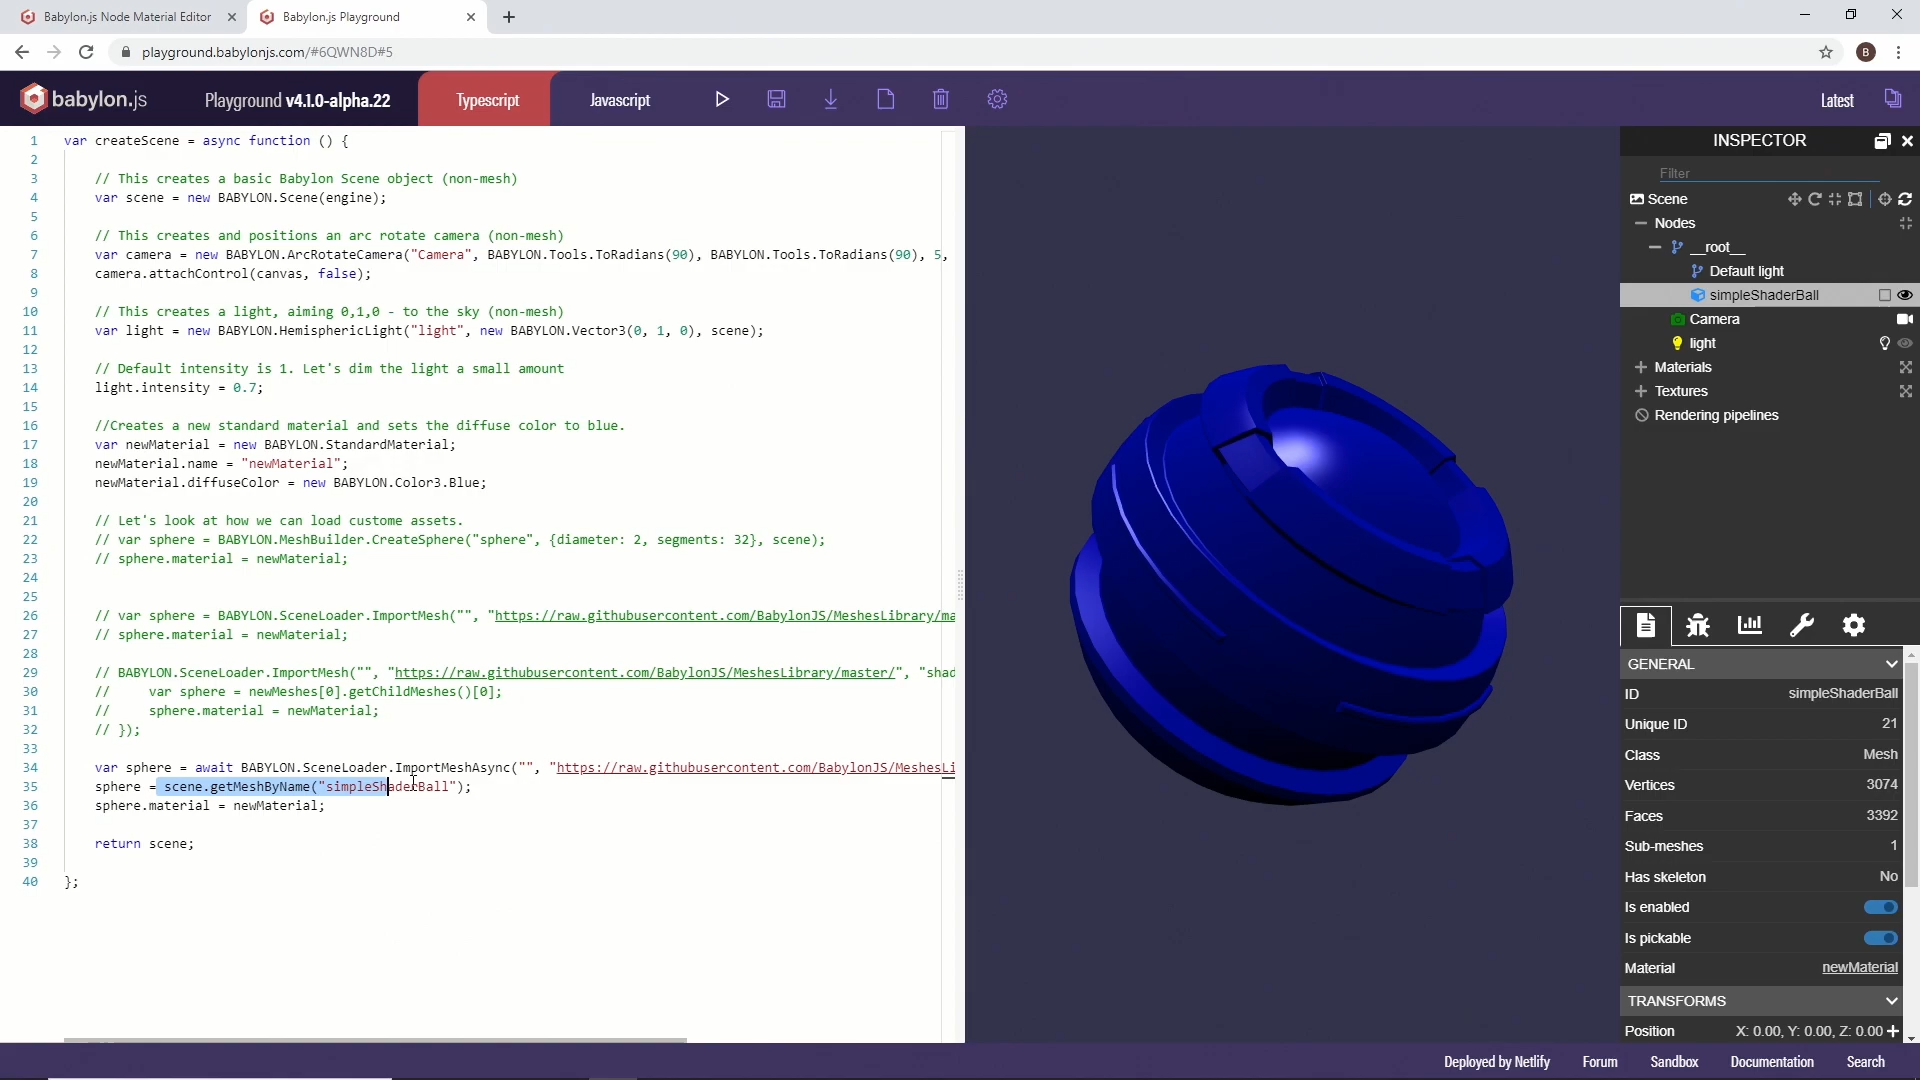 Babylon.js Node Material Editor
Babylon.js Playground
playground.babylonjs.com/#6QWN8D#5
B
babylon.js
Playground v4.1.0-alpha.22
Typescript
Javascript
Latest
1 var createScene = async function () {
2
3 // This creates a basic Babylon Scene object (non-mesh)
4 var scene = new BABYLON.Scene(engine);
5
6 // This creates and positions an arc rotate camera (non-mesh)
7 var camera = new BABYLON.ArcRotateCamera("Camera", BABYLON.Tools.ToRadians(90), BABYLON.Tools.ToRadians(90), 5,
8 camera.attachControl(canvas, false);
9
10 // This creates a light, aiming 0,1,0 - to the sky (non-mesh)
11 var light = new BABYLON.HemisphericLight("light", new BABYLON.Vector3(0, 1, 0), scene);
12
13 // Default intensity is 1. Let's dim the light a small amount
14 light.intensity = 0.7;
15
16 //Creates a new standard material and sets the diffuse color to blue.
17 var newMaterial = new BABYLON.StandardMaterial;
18 newMaterial.name = "newMaterial";
19 newMaterial.diffuseColor = new BABYLON.Color3.Blue;
20
21 // Let's look at how we can load custome assets.
22 // var sphere = BABYLON.MeshBuilder.CreateSphere("sphere", {diameter: 2, segments: 32}, scene);
23 // sphere.material = newMaterial;
24
25
26 // var sphere = BABYLON.SceneLoader.ImportMesh("", "https://raw.githubusercontent.com/BabylonJS/MeshesLibrary/ma
27 // sphere.material = newMaterial;
28
29 // BABYLON.SceneLoader.ImportMesh("", "https://raw.githubusercontent.com/BabylonJS/MeshesLibrary/master/", "shad
30 // var sphere = newMeshes[0].getChildMeshes()[0];
31 // sphere.material = newMaterial;
32 // });
33
34 var sphere = await BABYLON.SceneLoader.ImportMeshAsync("", "https://raw.githubusercontent.com/BabylonJS/MeshesLi
35 sphere = scene.getMeshByName("simpleShaderBall");
36 sphere.material = newMaterial;
37
38 return scene;
39
40 };
INSPECTOR
Filter
Scene
Nodes
__root__
Default light
simpleShaderBall
Camera
light
Materials
Textures
Rendering pipelines
GENERAL
ID simpleShaderBall
Unique ID 21
Class Mesh
Vertices 3074
Faces 3392
Sub-meshes 1
Has skeleton No
Is enabled
Is pickable
Material newMaterial
TRANSFORMS
Position X: 0.00, Y: 0.00, Z: 0.00
Deployed by Netlify
Forum
Sandbox
Documentation
Search